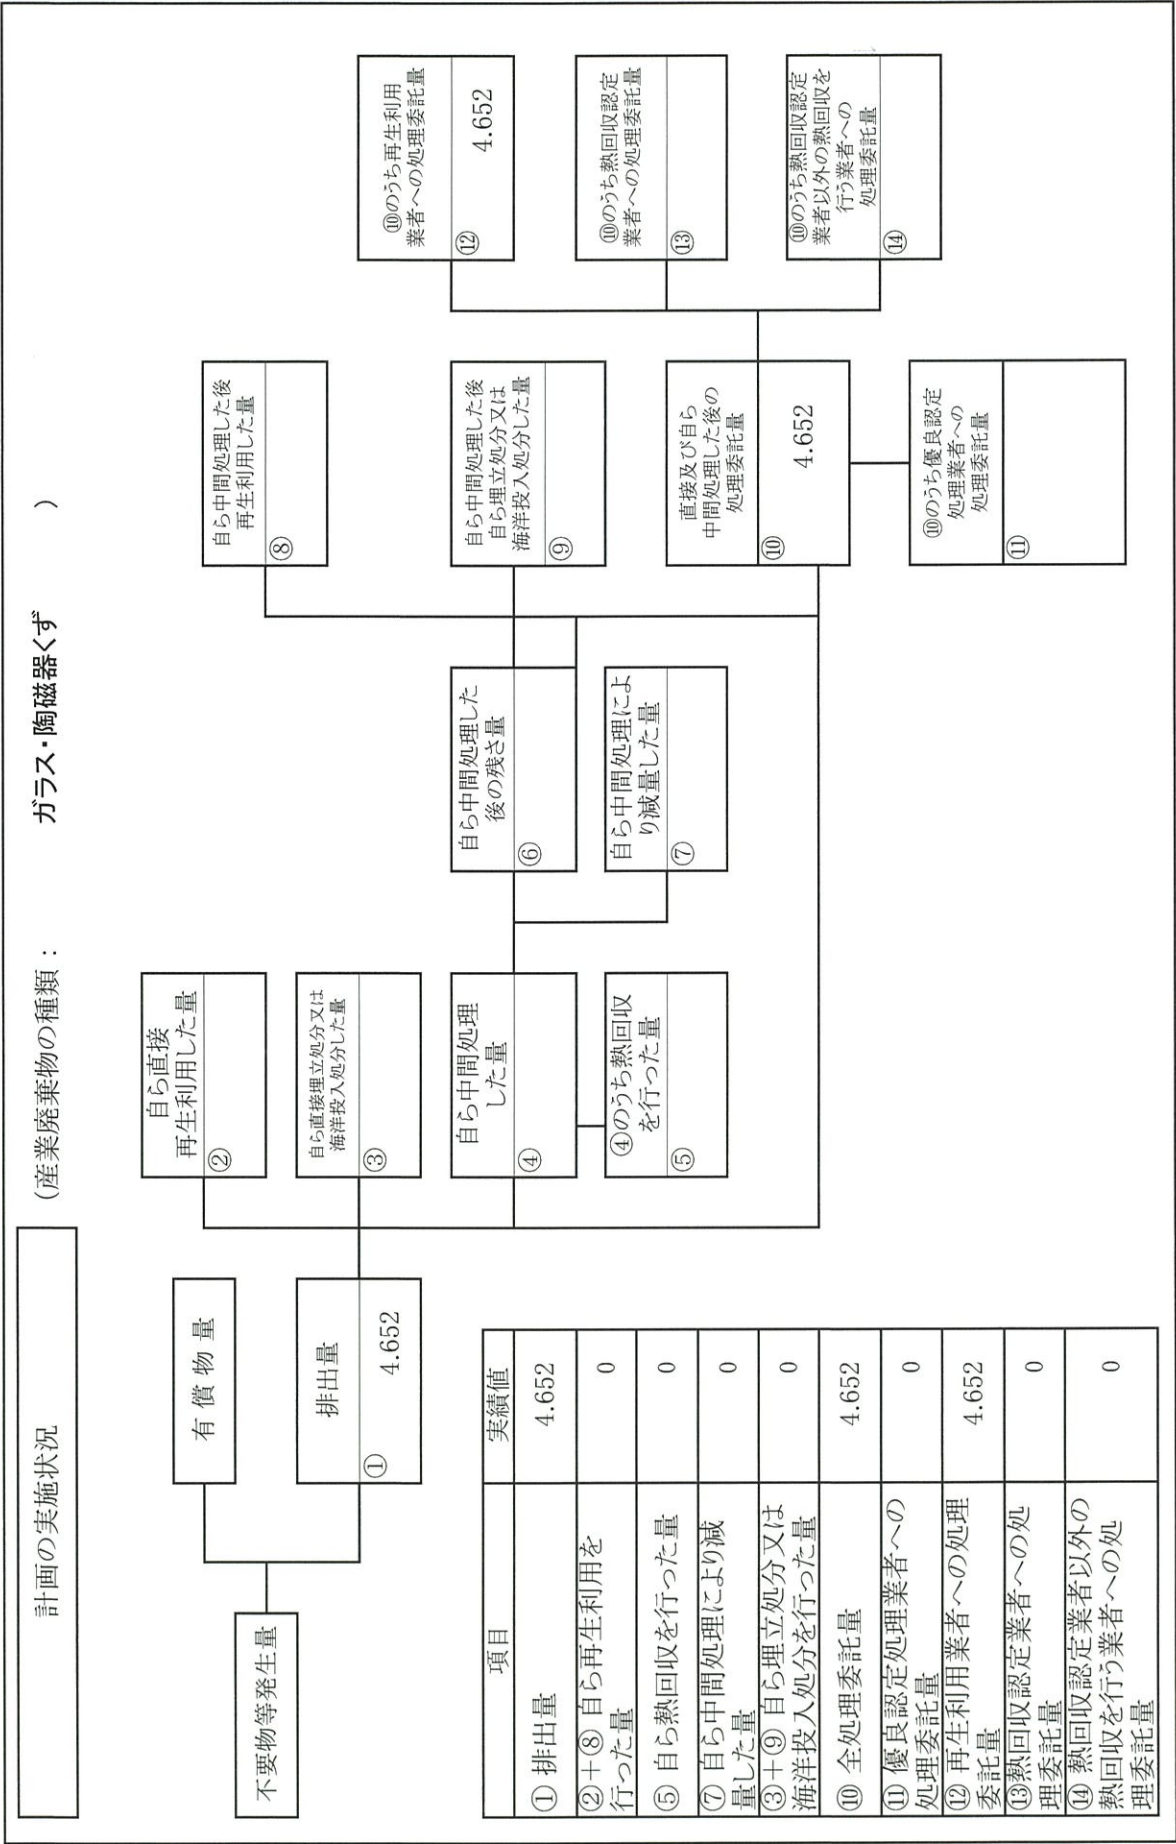 計画の実施状況
（産業廃棄物の種類： ガラス・陶磁器くず ）
不要物等発生量
有 償 物 量
排出量
① 4.652
自ら直接
再生利用した量
②
自ら直接埋立処分又は
海洋投入処分した量
③
自ら中間処理
した量
④
④のうち熱回収
を行った量
⑤
自ら中間処理した
後の残さ量
⑥
自ら中間処理によ
り減量した量
⑦
自ら中間処理した後
再生利用した量
⑧
自ら中間処理した後
自ら埋立処分又は
海洋投入処分した量
⑨
直接及び自ら
中間処理した後の
処理委託量
⑩ 4.652
⑩のうち優良認定
処理業者への
処理委託量
⑪
⑩のうち再生利用
業者への処理委託量
⑫ 4.652
⑩のうち熱回収認定
業者への処理委託量
⑬
⑩のうち熱回収認定
業者以外の熱回収を
行う業者への
処理委託量
⑭
項目 実績値
① 排出量 4.652
②＋⑧ 自ら再生利用を
行った量 0
⑤ 自ら熱回収を行った量 0
⑦ 自ら中間処理により減
量した量 0
③＋⑨ 自ら埋立処分又は
海洋投入処分を行った量 0
⑩ 全処理委託量 4.652
⑪ 優良認定処理業者への
処理委託量 0
⑫ 再生利用業者への処理
委託量 4.652
⑬熱回収認定業者への処
理委託量 0
⑭ 熱回収認定業者以外の
熱回収を行う業者への処
理委託量 0